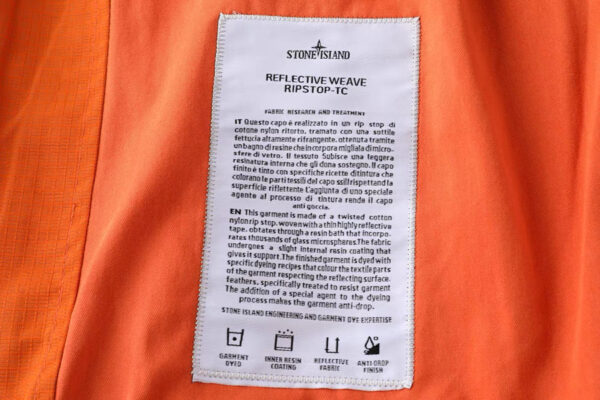 STONE ISLAND
REFLECTIVE WEAVE
RIPSTOP-TC
FABRIC RESEARCH AND TREATMENT
IT Questo capo è realizzato in un rip stop di
cotone nylon ritorto, tramato con una sottile
fettuccia altamente rifrangente, ottenuta tramite
un bagno di resine che incorpora migliaia di micro-
sfere di vetro. Il tessuto Subisce una leggera
resinatura interna che gli dona sostegno. Il capo
finito è tinto con specifiche ricette di tintura che
colorano le parti tessili del capo ssilirispettand la
superficie riflettente L'aggiunta di uno speciale
agente al processo di tintura rende il capo
anti goccia.
EN This garment is made of a twisted cotton
nylon rip stop, woven with a thin highly reflective
tape, obtates through a resin bath that incorpo-
rates thousands of glass microspheres. The fabric
undergoes a slight internal resin coating that
gives it support. The finished garment is dyed with
specific dyeing recipes that colour the textile parts
of the garment respecting the reflecting surface.
feathers, specifically treated to resist garment
The addition of a special agent to the dyeing
process makes the garment anti-drop.
STONE ISLAND ENGINEERING AND GARMENT DYE EXPERTISE
GARMENT
DYED
INNER RESIN
COATING
REFLECTIVE
FABRIC
ANTI-DROP
FINISH